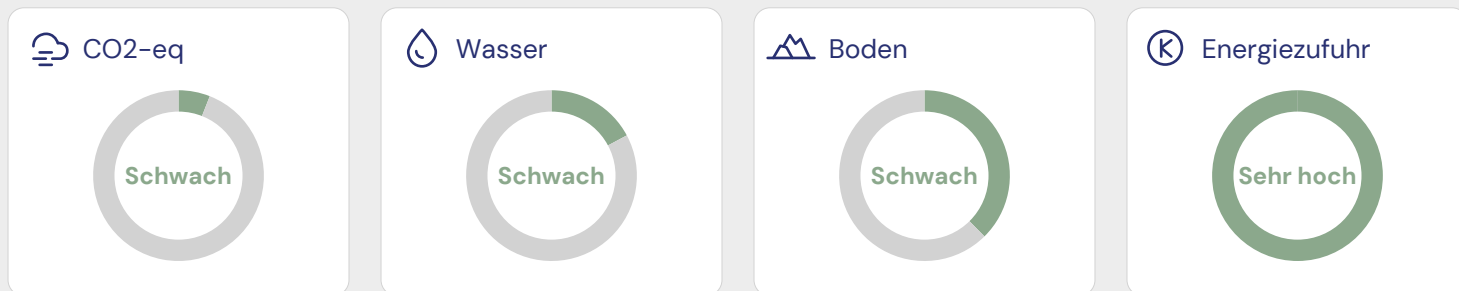 CO2-eq
Schwach
Wasser
Schwach
Boden
Schwach
Energiezufuhr
Sehr hoch